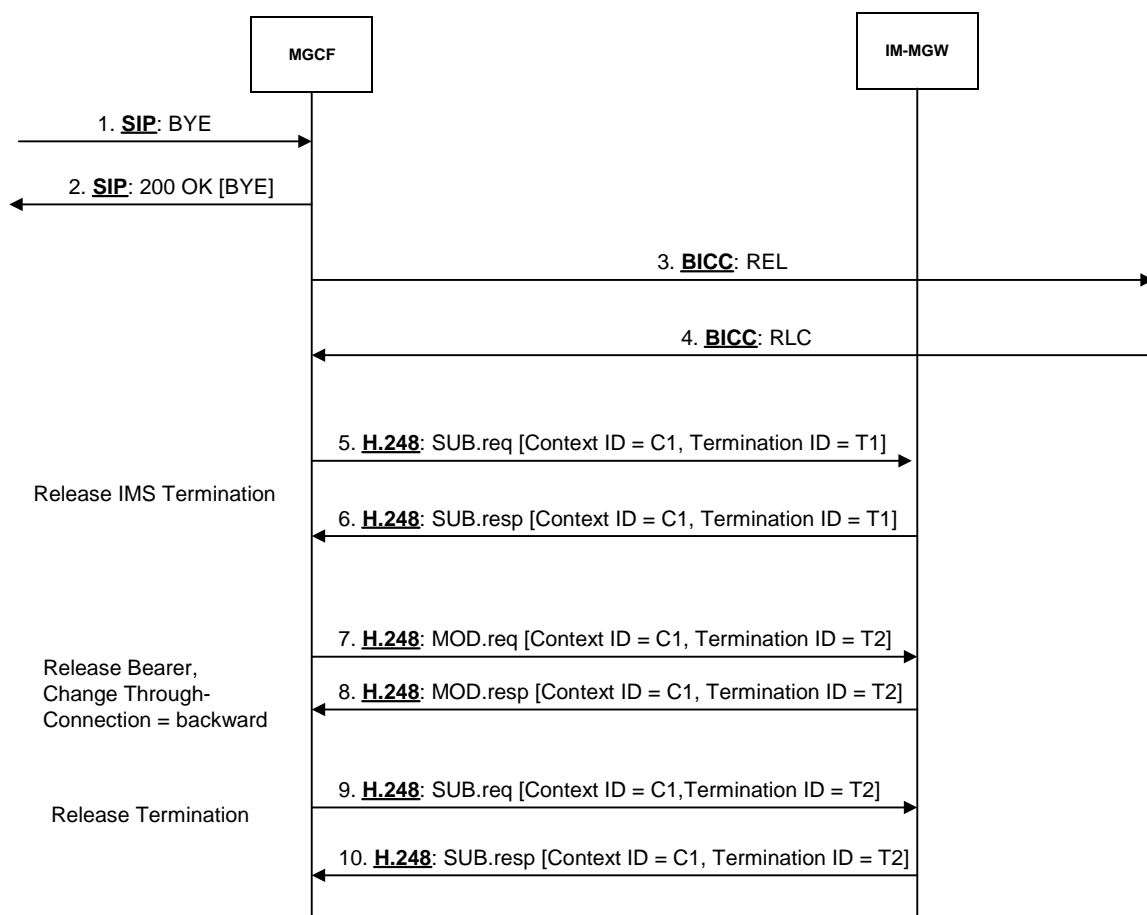 MGCF
IM-MGW
1. SIP: BYE
2. SIP: 200 OK [BYE]
3. BICC: REL
4. BICC: RLC
5. H.248: SUB.req [Context ID = C1, Termination ID = T1]
Release IMS Termination
6. H.248: SUB.resp [Context ID = C1, Termination ID = T1]
7. H.248: MOD.req [Context ID = C1, Termination ID = T2]
Release Bearer,
Change Through-
Connection = backward
8. H.248: MOD.resp [Context ID = C1, Termination ID = T2]
9. H.248: SUB.req [Context ID = C1,Termination ID = T2]
Release Termination
10. H.248: SUB.resp [Context ID = C1, Termination ID = T2]